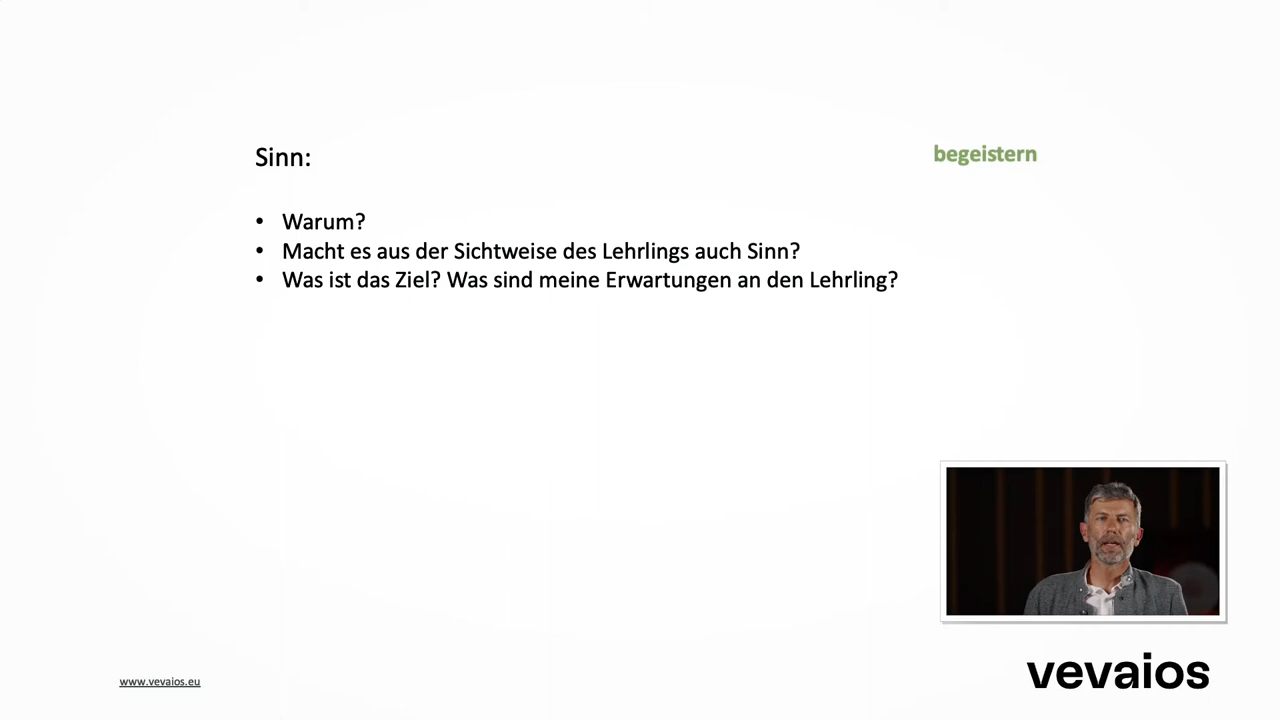 Sinn:
begeistern
• Warum?
• Macht es aus der Sichtweise des Lehrlings auch Sinn?
• Was ist das Ziel? Was sind meine Erwartungen an den Lehrling?
www.vevaios.eu
vevaios